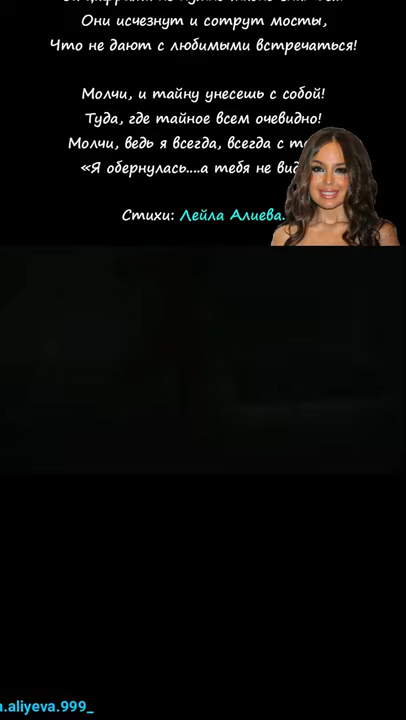 Они исчезнут и сотрут мосты,
Что не дают с любимыми встречаться!
Молчи, и тайну унесешь с собой!
Туда, где тайное всем очевидно!
Молчи, ведь я всегда, всегда с
«Я обернулась....а тебя не
Стихи: Лейла Алиева.
.aliyeva.999_